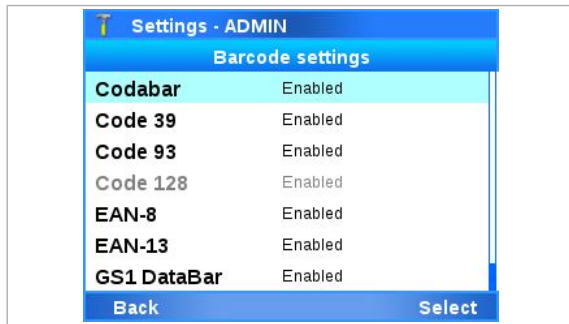 Settings - ADMIN
Barcode settings
Codabar Enabled
Code 39 Enabled
Code 93 Enabled
Code 128 Enabled
EAN-8 Enabled
EAN-13 Enabled
GS1 DataBar Enabled
Back Select